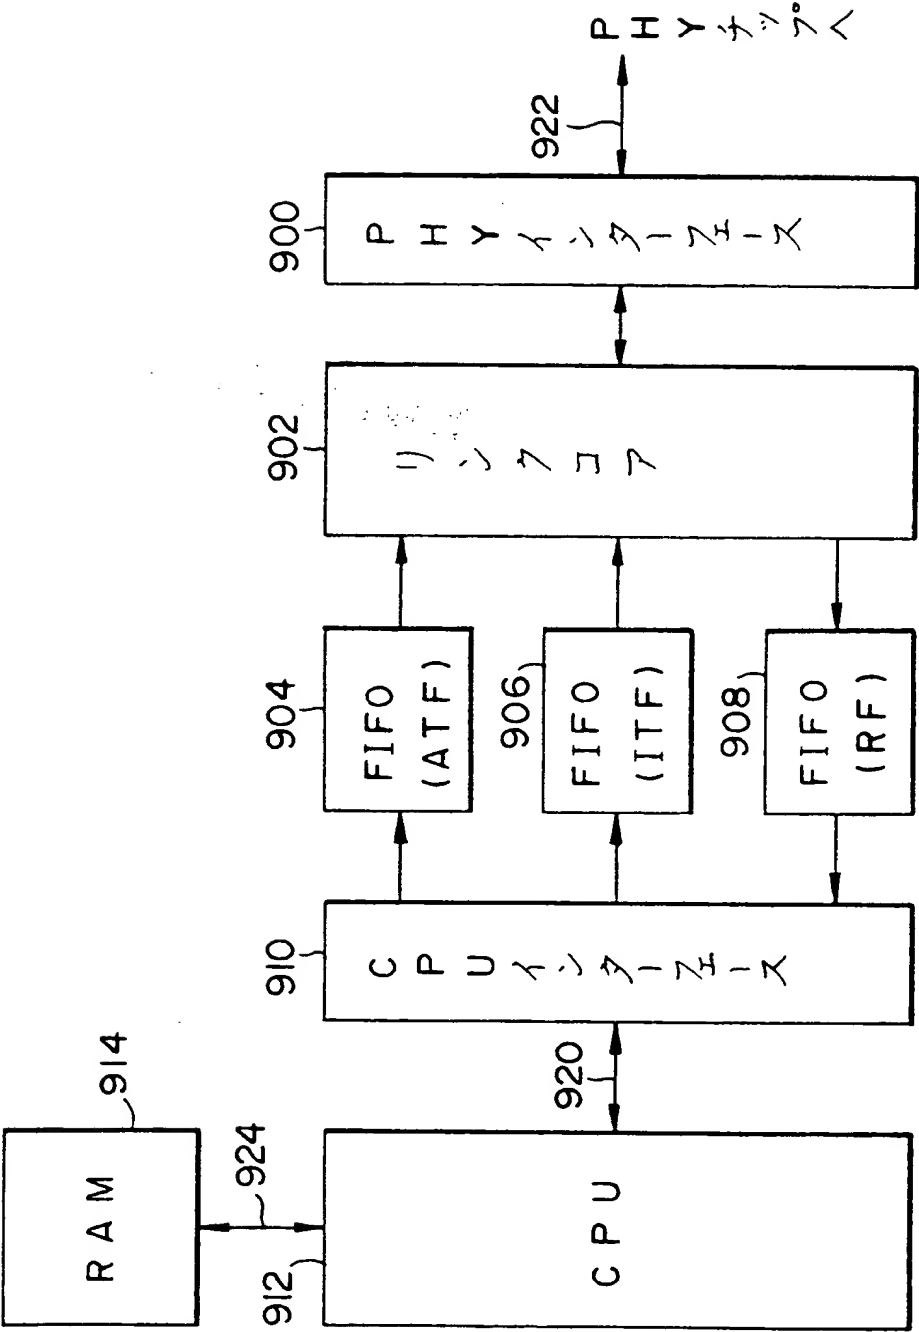 RAM
914
924
912
CPU
920
910
CPUインターフェース
904
FIFO
(ATF)
906
FIFO
(ITF)
908
FIFO
(RF)
902
リンクコア
900
PHYインターフェース
922
PHYチップへ